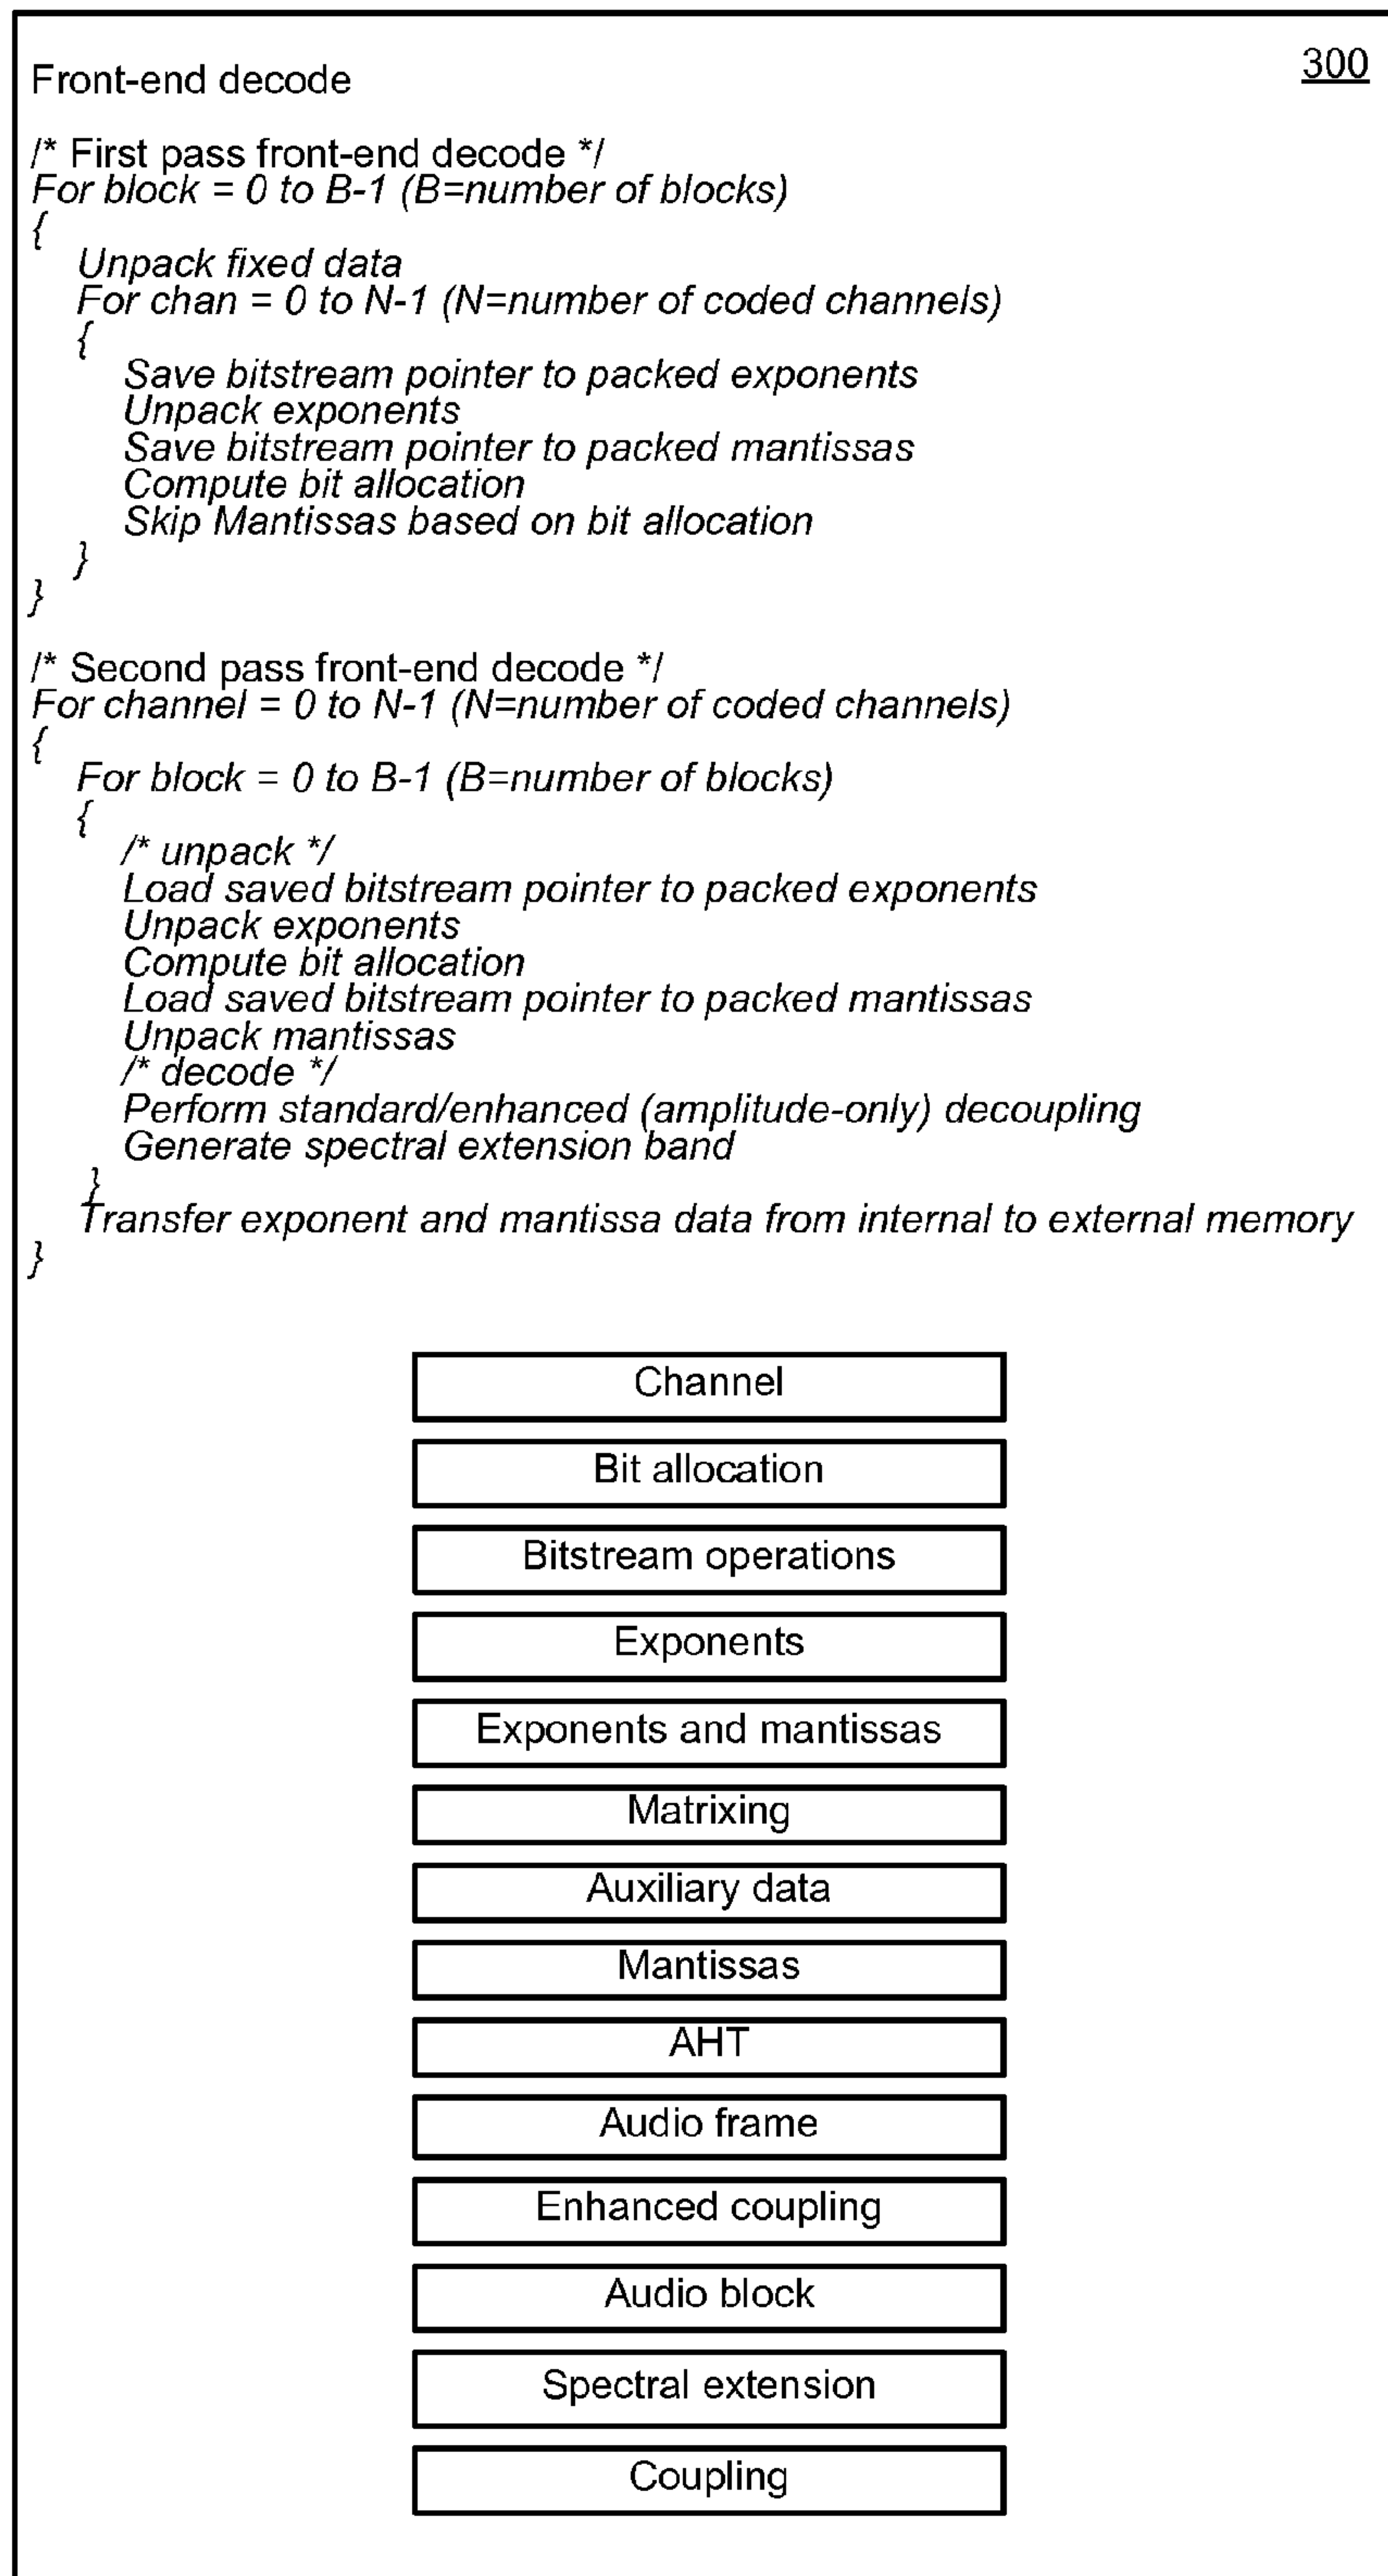 300
Front-end decode
/* First pass front-end decode */
For block = 0 to B-1 (B=number of blocks)
{
Unpack fixed data
For chan = 0 to N-1 (N=number of coded channels)
{
Save bitstream pointer to packed exponents
Unpack exponents
Save bitstream pointer to packed mantissas
Compute bit allocation
Skip Mantissas based on bit allocation
}
}
/* Second pass front-end decode */
For channel = 0 to N-1 (N=number of coded channels)
{
For block = 0 to B-1 (B=number of blocks)
{
/* unpack */
Load saved bitstream pointer to packed exponents
Unpack exponents
Compute bit allocation
Load saved bitstream pointer to packed mantissas
Unpack mantissas
/* decode */
Perform standard/enhanced (amplitude-only) decoupling
Generate spectral extension band
}
Transfer exponent and mantissa data from internal to external memory
}
Channel
Bit allocation
Bitstream operations
Exponents
Exponents and mantissas
Matrixing
Auxiliary data
Mantissas
AHT
Audio frame
Enhanced coupling
Audio block
Spectral extension
Coupling